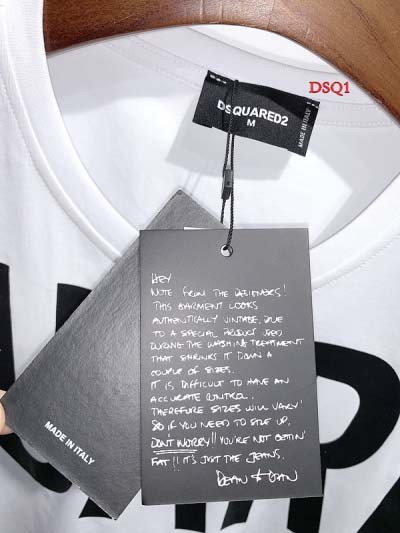 DSQ1
DSQUARED2
M
MADE IN ITALY
HEY
NOTE FROM THE DESIGNERS!
THIS GARMENT LOOKS
AUTHENTICALLY VINTAGE, DUE
TO A SPECIAL PRODUCT USED
DURING THE WASHING TREATMENT
THAT SHRINKS IT DOWN A
COUPLE OF SIZES.
IT IS DIFFICULT TO HAVE AN
ACCURATE CONTROL.
THEREFORE SIZES WILL VARY!
SO IF YOU NEED TO SIZE UP,
DON'T WORRY!! YOU'RE NOT GETTIN'
FAT!! IT'S JUST THE JEANS.
DEAN & DAN
MADE IN ITALY